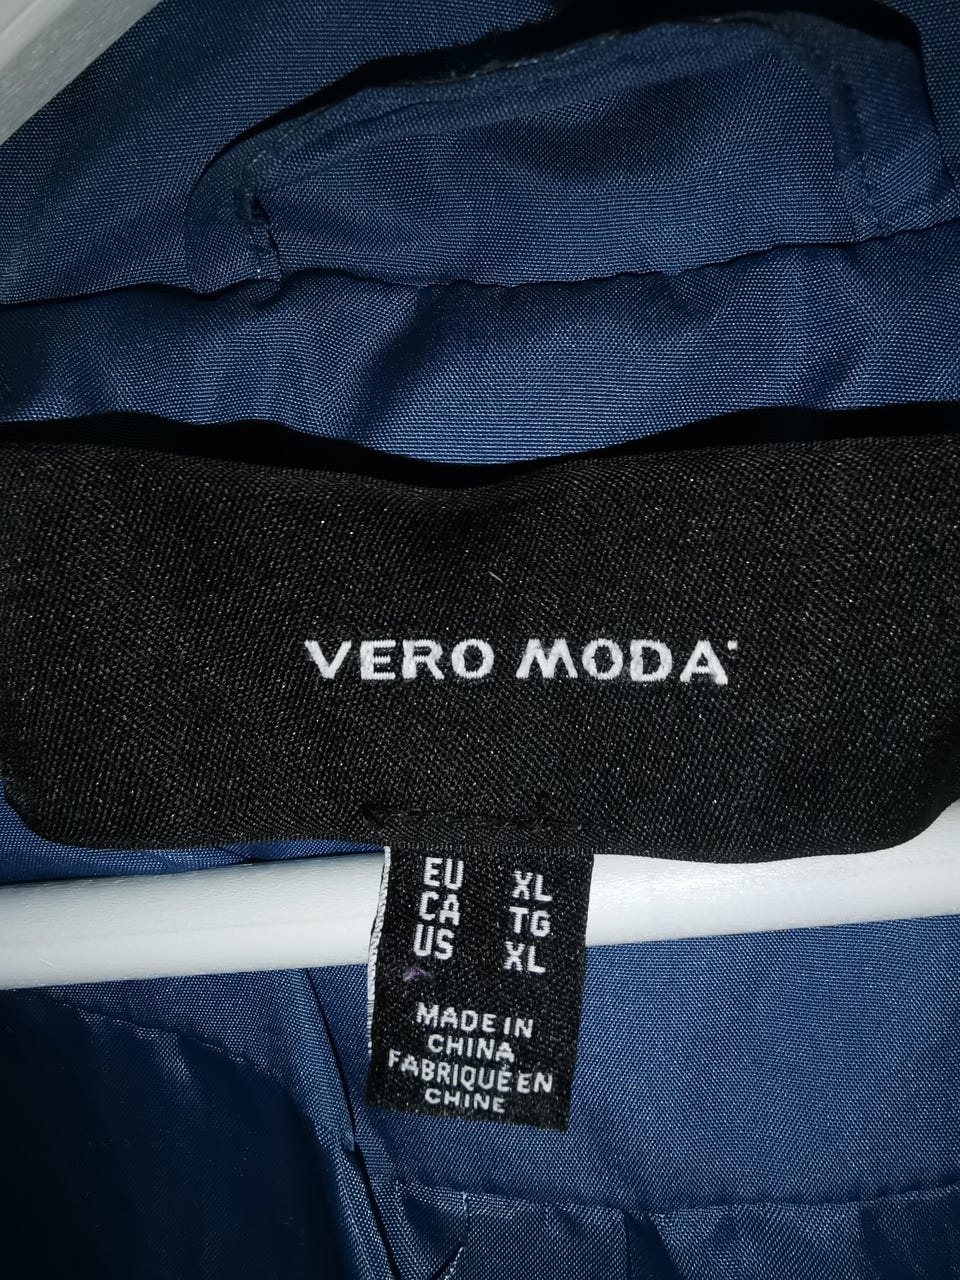 VERO MODA
EU XL
CA TG
US XL
MADE IN
CHINA
FABRIQUÉ EN
CHINE